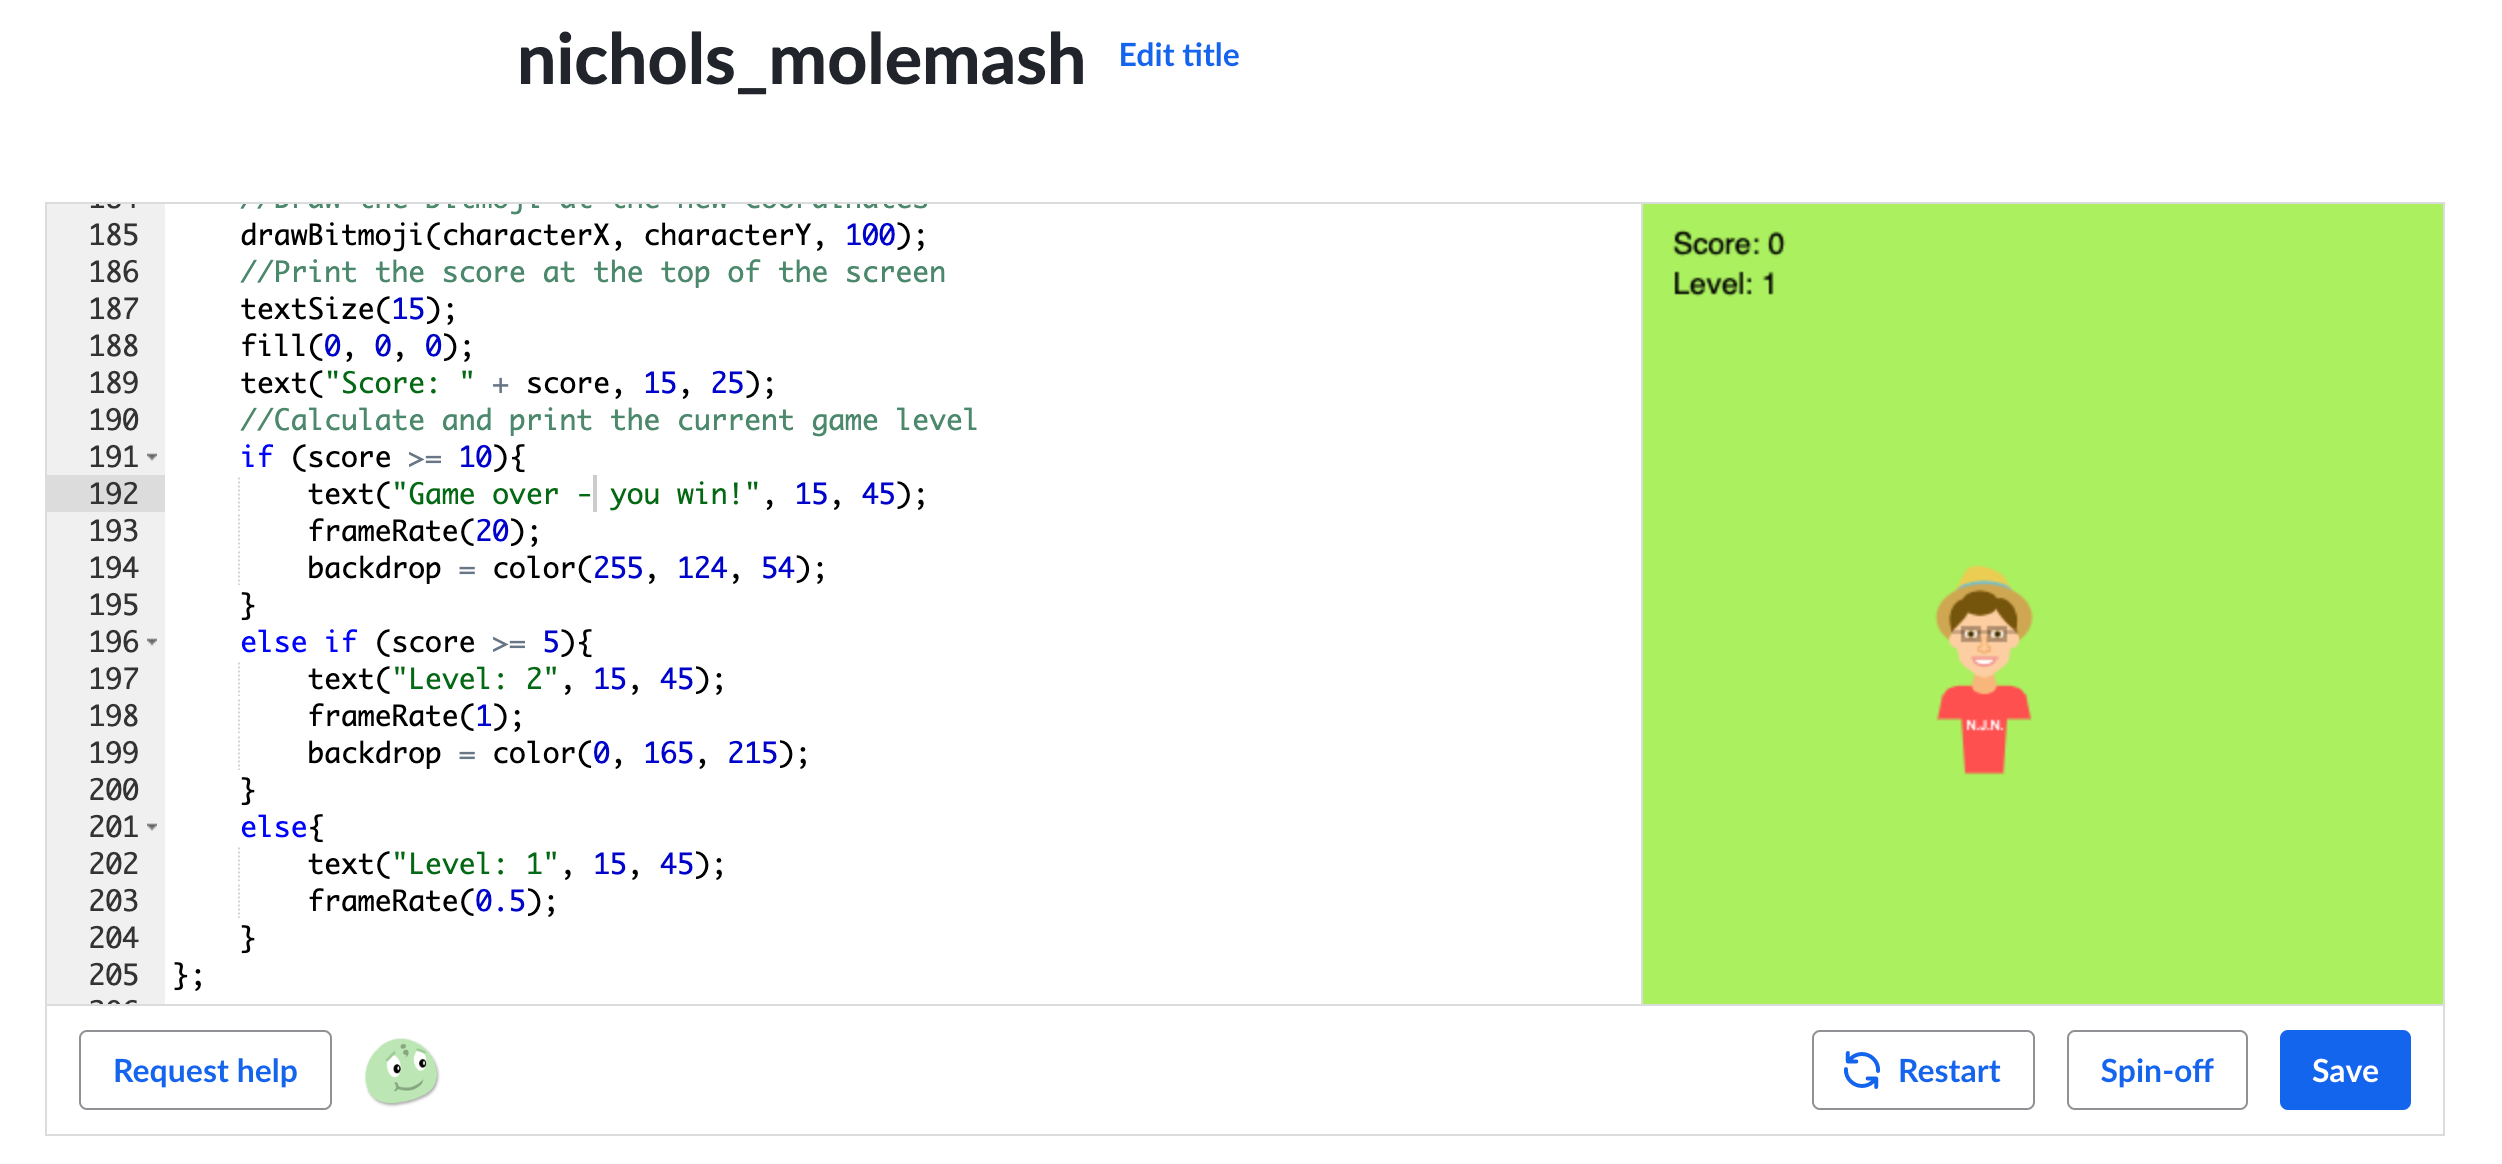 nichols_molemash Edit title
//Draw the Bitmoji at the new coordinates
185 drawBitmoji(characterX, characterY, 100);
186 //Print the score at the top of the screen
187 textSize(15);
188 fill(0, 0, 0);
189 text("Score: " + score, 15, 25);
190 //Calculate and print the current game level
191 if (score >= 10){
192 text("Game over - you win!", 15, 45);
193 frameRate(20);
194 backdrop = color(255, 124, 54);
195 }
196 else if (score >= 5){
197 text("Level: 2", 15, 45);
198 frameRate(1);
199 backdrop = color(0, 165, 215);
200 }
201 else{
202 text("Level: 1", 15, 45);
203 frameRate(0.5);
204 }
205 };
Score: 0
Level: 1
N.J.N.
Request help
Restart
Spin-off
Save